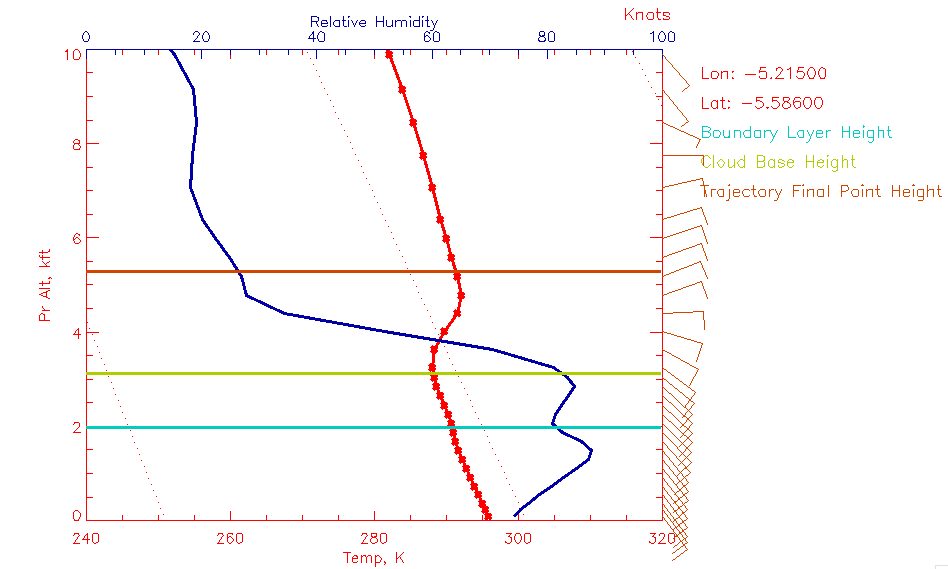 Knots
Relative Humidity
0 20 40 60 80 100
10
8
6
4
2
0
Pr Alt, kft
240 260 280 300 320
Temp, K
Lon: -5.21500
Lat: -5.58600
Boundary Layer Height
Cloud Base Height
Trajectory Final Point Height